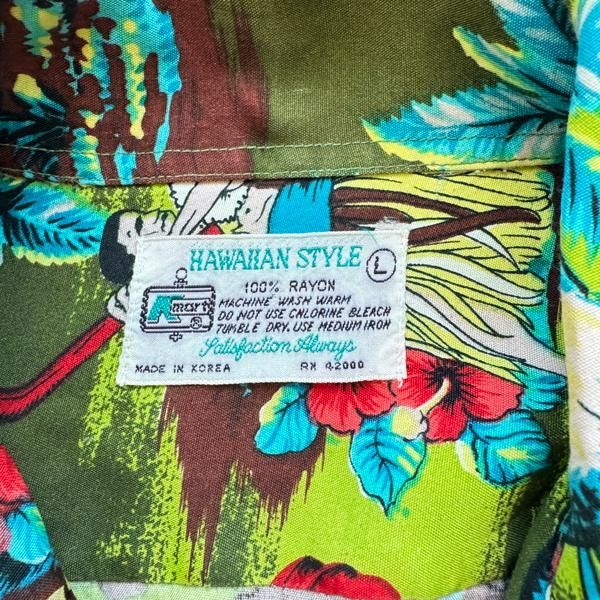 HAWAIIAN STYLE L
100% RAYON
Kmart ®
MACHINE WASH WARM
DO NOT USE CHLORINE BLEACH
TUMBLE DRY. USE MEDIUM IRON
Satisfaction Always
MADE IN KOREA RN 42000